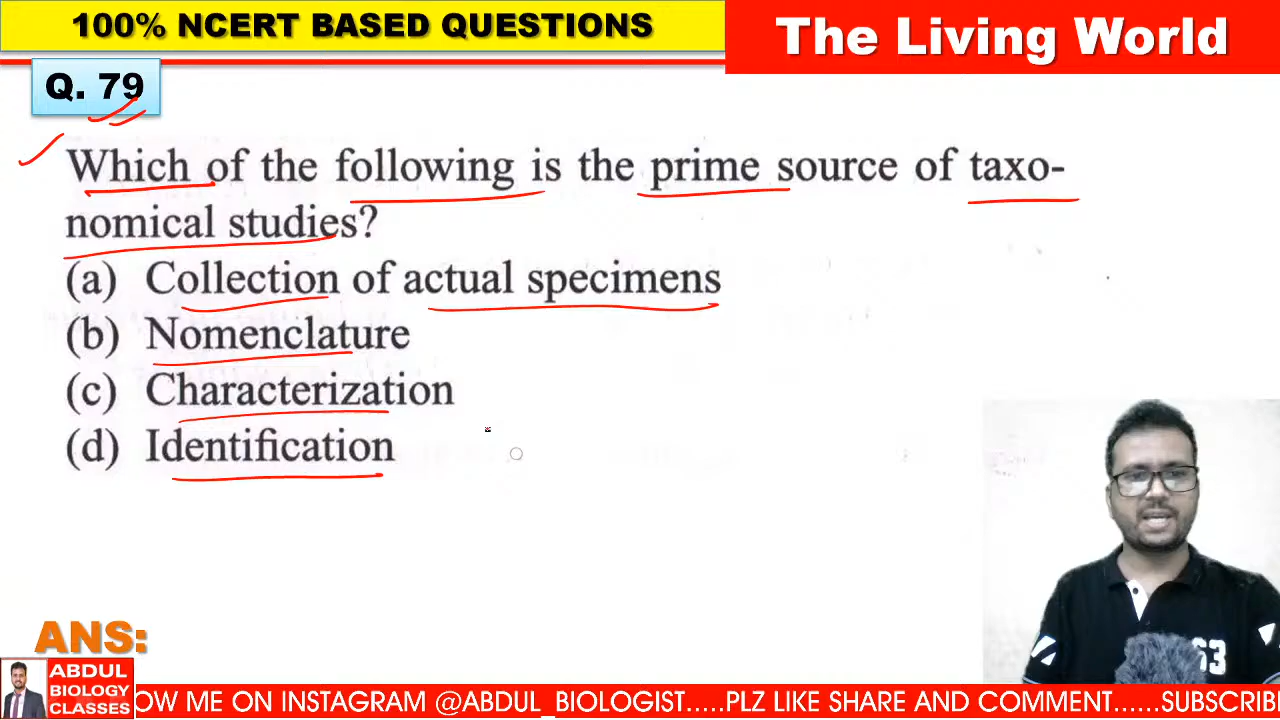 100% NCERT BASED QUESTIONS
The Living World
Q. 79
Which of the following is the prime source of taxo-
nomical studies?
(a) Collection of actual specimens
(b) Nomenclature
(c) Characterization
(d) Identification
63
ANS:
ABDUL
BIOLOGY
CLASSES
OW ME ON INSTAGRAM @ABDUL_BIOLOGIST.....PLZ LIKE SHARE AND COMMENT......SUBSCRIB